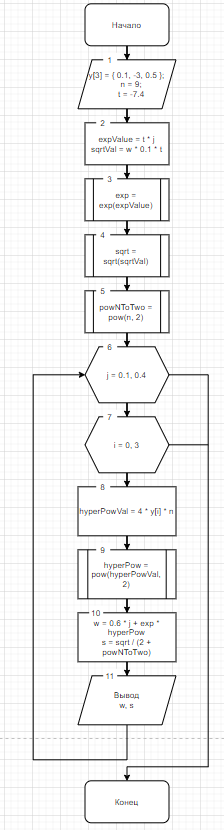 Начало
1
y[3] = { 0.1, -3, 0.5 };
n = 9;
t = -7.4
2
expValue = t * j
sqrtVal = w * 0.1 * t
3
exp =
exp(expValue)
4
sqrt =
sqrt(sqrtVal)
5
powNToTwo =
pow(n, 2)
6
j = 0.1, 0.4
7
i = 0, 3
8
hyperPowVal = 4 * y[i] * n
9
hyperPow =
pow(hyperPowVal,
2)
10
w = 0.6 * j + exp *
hyperPow
s = sqrt / (2 +
powNToTwo)
11
Вывод
w, s
Конец